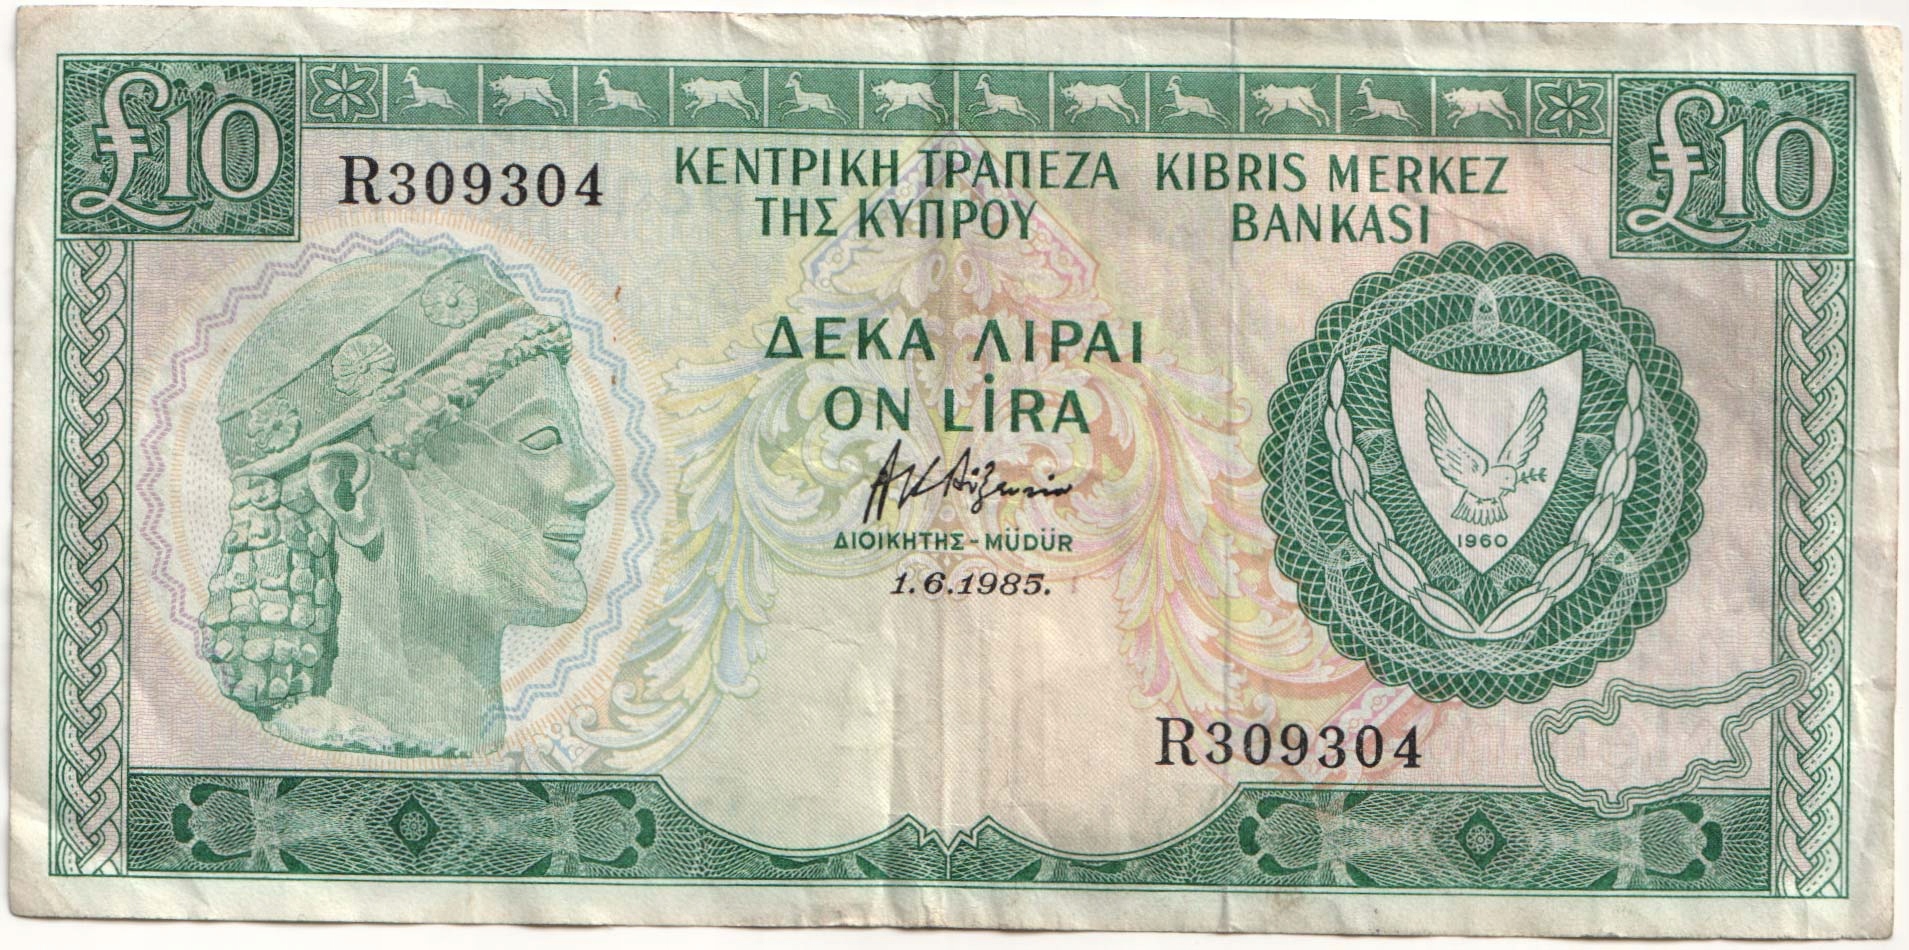 £10
£10
R309304
ΚΕΝΤΡΙΚΗ ΤΡΑΠΕΖΑ
ΤΗΣ ΚΥΠΡΟΥ
KIBRIS MERKEZ
BANKASI
ΔΕΚΑ ΛΙΡΑΙ
ON LİRA
ΔΙΟΙΚΗΤΗΣ - MÜDÜR
1.6.1985.
1960
R309304